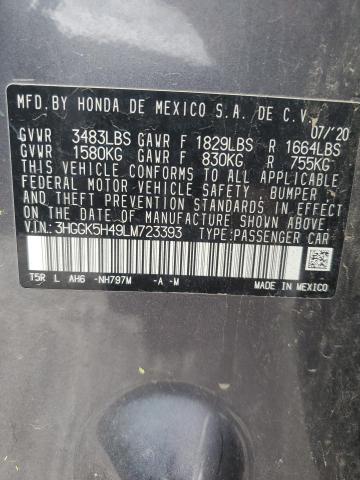 MFD.BY HONDA DE MEXICO S.A. DE C.V.
07/'20
GVWR 3483LBS GAWR F 1829LBS R 1664LBS
GVWR 1580KG GAWR F 830KG R 755KG
THIS VEHICLE CONFORMS TO ALL APPLICABLE
FEDERAL MOTOR VEHICLE SAFETY, BUMPER, AND
THEFT PREVENTION STANDARDS IN EFFECT ON
THE DATE OF MANUFACTURE SHOWN ABOVE.
V.I.N.:3HGGK5H49LM723393 TYPE:PASSENGER CAR
T5R L AH6 -NH797M -A -M
MADE IN MEXICO